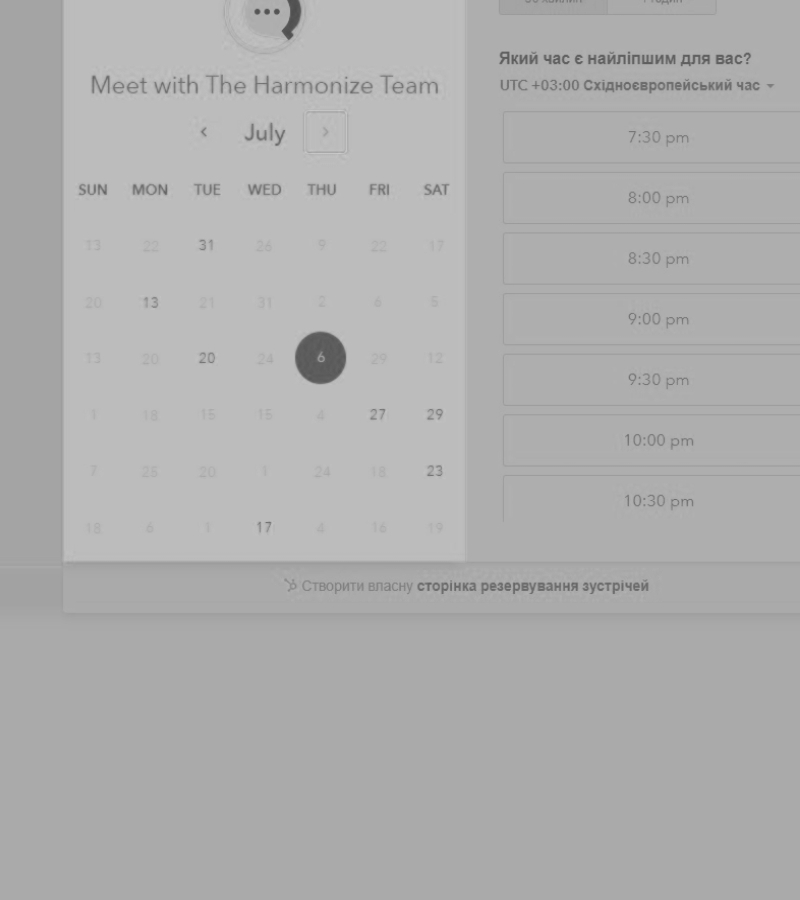 Який час є найліпшим для вас?
UTC +03:00 Східноєвропейський час
Meet with The Harmonize Team
July
SUN MON TUE WED THU FRI SAT
13 22 31 26 9 22 17
20 13 21 31 2 6 5
13 20 20 24 6 29 12
1 18 15 15 4 27 29
7 25 20 1 24 18 23
18 6 1 17 4 16 19
7:30 pm
8:00 pm
8:30 pm
9:00 pm
9:30 pm
10:00 pm
10:30 pm
Створити власну сторінка резервування зустрічей